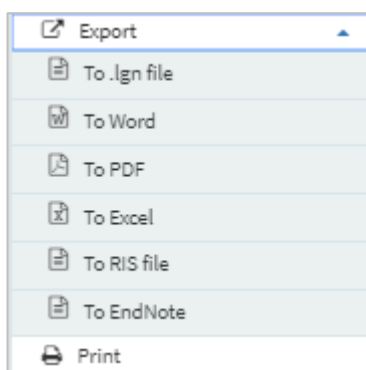 Export
To .lgn file
To Word
To PDF
To Excel
To RIS file
To EndNote
Print